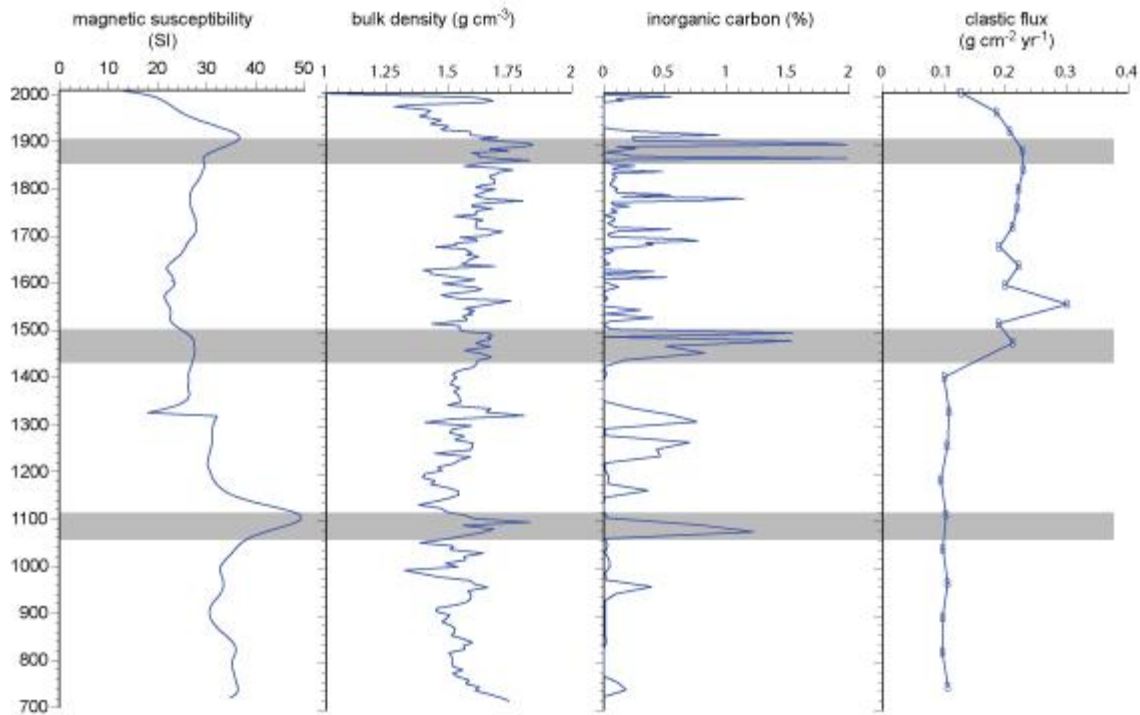 magnetic susceptibility
(SI)
bulk density (g cm-3)
inorganic carbon (%)
clastic flux
(g cm-2 yr-1)
0 10 20 30 40 50
1 1.25 1.5 1.75 2
0 0.5 1 1.5 2
0 0.1 0.2 0.3 0.4
2000
1900
1800
1700
1600
1500
1400
1300
1200
1100
1000
900
800
700